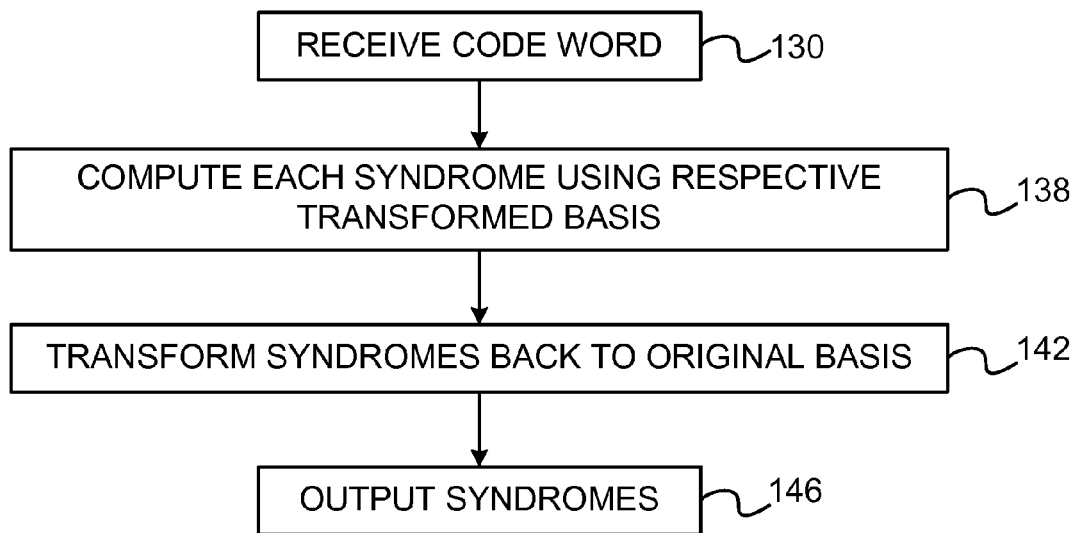 RECEIVE CODE WORD
130
COMPUTE EACH SYNDROME USING RESPECTIVE
TRANSFORMED BASIS
138
TRANSFORM SYNDROMES BACK TO ORIGINAL BASIS
142
OUTPUT SYNDROMES
146